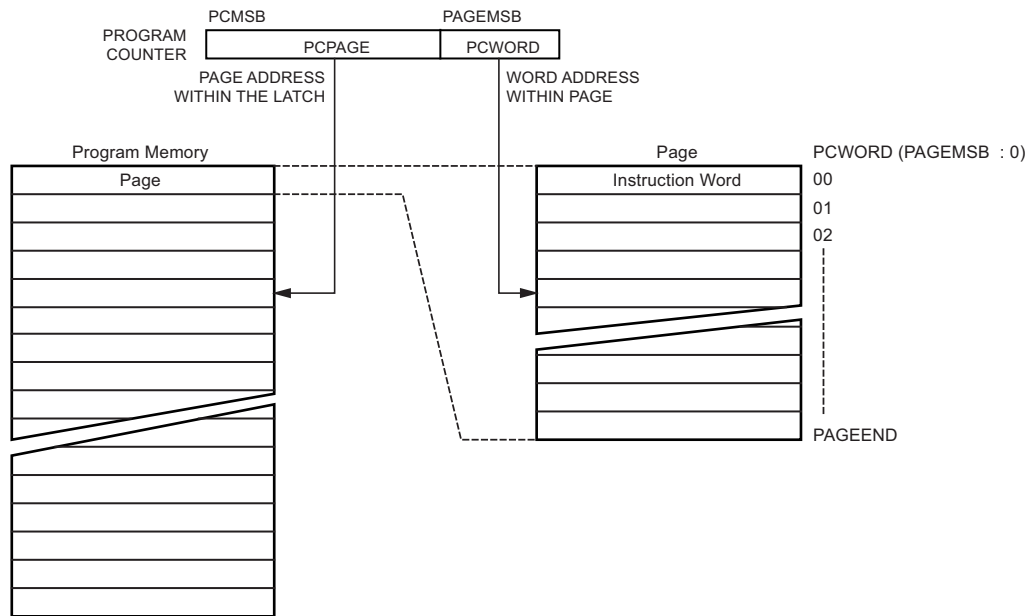 PCMSB PAGEMSB
PROGRAM
COUNTER
PCPAGE PCWORD
PAGE ADDRESS
WITHIN THE LATCH
WORD ADDRESS
WITHIN PAGE
Program Memory
Page
Page
Instruction Word
PCWORD (PAGEMSB : 0)
00
01
02
PAGEEND